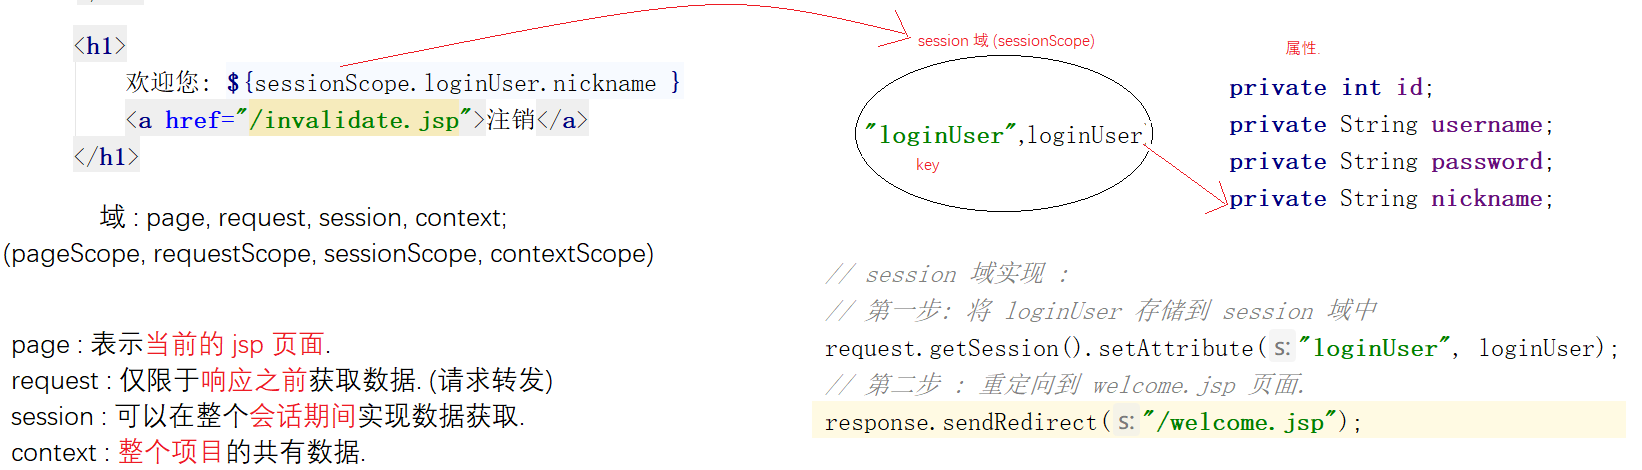 <h1>
欢迎您: ${sessionScope.loginUser.nickname }
<a href="/invalidate.jsp">注销</a>
</h1>
域 : page, request, session, context;
(pageScope, requestScope, sessionScope, contextScope)
page : 表示当前的 jsp 页面.
request : 仅限于响应之前获取数据. (请求转发)
session : 可以在整个会话期间实现数据获取.
context : 整个项目的共有数据.
session 域 (sessionScope)
"loginUser",loginUser
key
属性.
private int id;
private String username;
private String password;
private String nickname;
// session 域实现 :
// 第一步: 将 loginUser 存储到 session 域中
request.getSession().setAttribute( s: "loginUser", loginUser);
// 第二步 : 重定向到 welcome.jsp 页面.
response.sendRedirect( s: "/welcome.jsp");